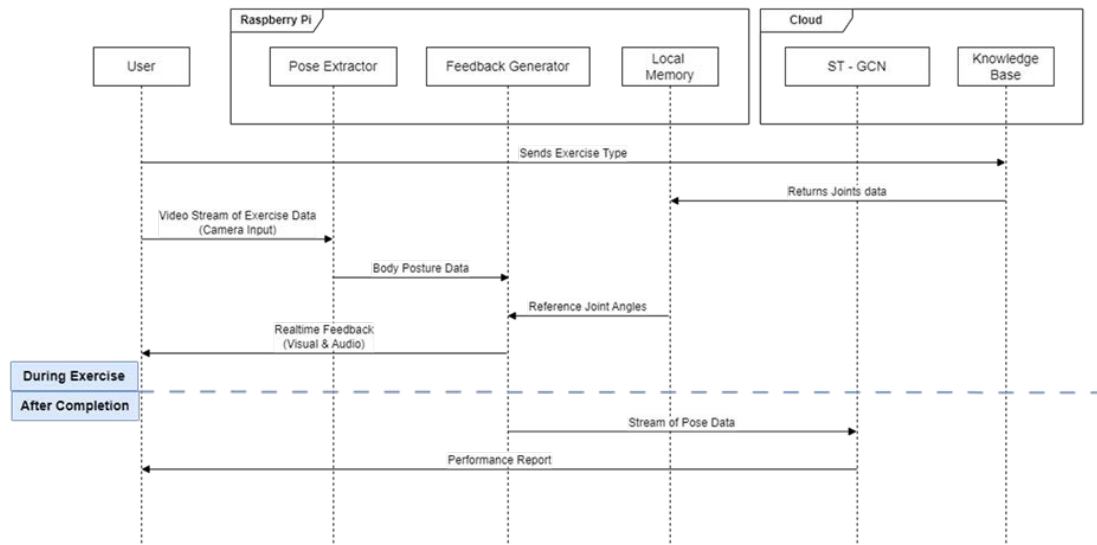 Raspberry Pi
Cloud
User
Pose Extractor
Feedback Generator
Local
Memory
ST - GCN
Knowledge
Base
Sends Exercise Type
Returns Joints data
Video Stream of Exercise Data
(Camera Input)
Body Posture Data
Reference Joint Angles
Realtime Feedback
(Visual & Audio)
During Exercise
After Completion
Stream of Pose Data
Performance Report